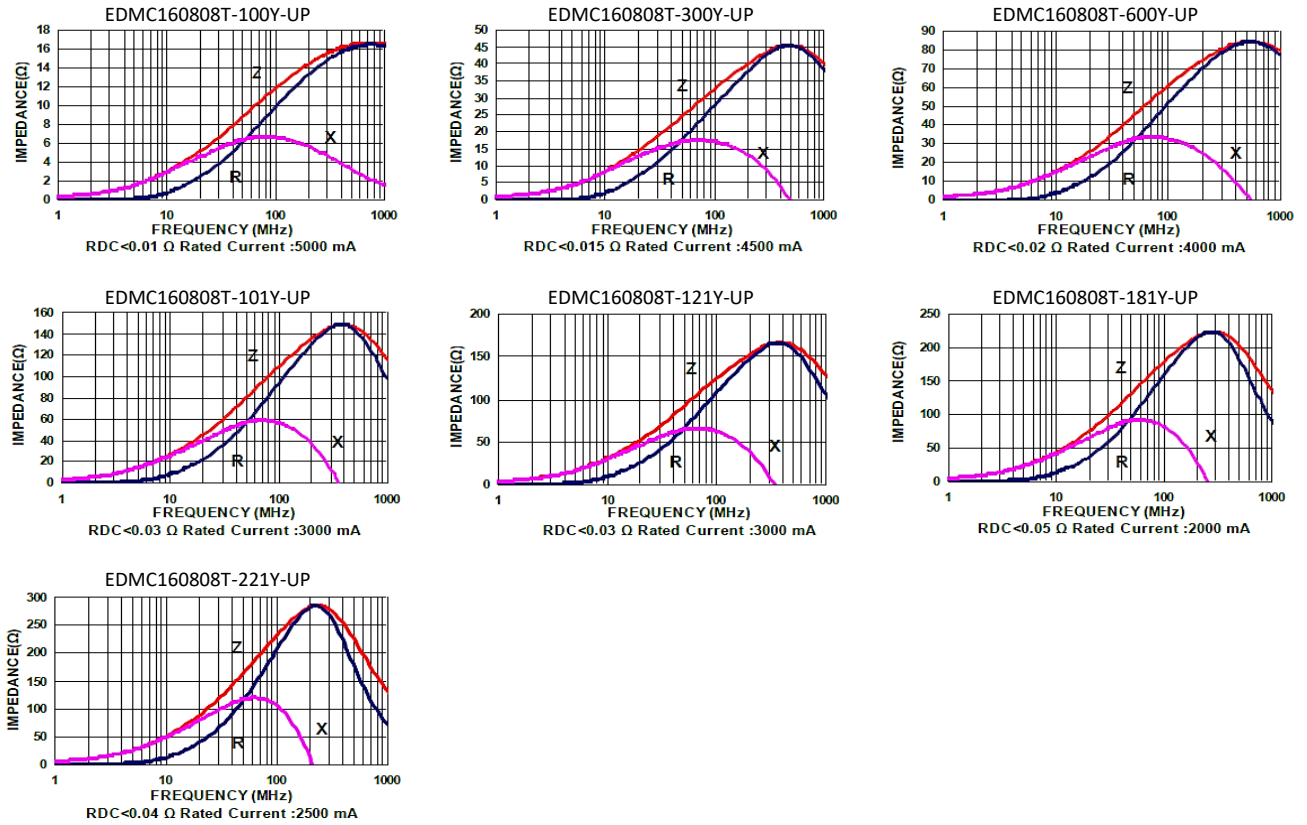 EDMC160808T-100Y-UP
18
16
14
12
10
8
6
4
2
0
IMPEDANCE(Ω)
Z
X
R
1 10 100 1000
FREQUENCY (MHz)
RDC<0.01 Ω Rated Current :5000 mA
EDMC160808T-300Y-UP
50
45
40
35
30
25
20
15
10
5
0
IMPEDANCE(Ω)
Z
X
R
1 10 100 1000
FREQUENCY (MHz)
RDC<0.015 Ω Rated Current :4500 mA
EDMC160808T-600Y-UP
90
80
70
60
50
40
30
20
10
0
IMPEDANCE(Ω)
Z
X
R
1 10 100 1000
FREQUENCY (MHz)
RDC<0.02 Ω Rated Current :4000 mA
EDMC160808T-101Y-UP
160
140
120
100
80
60
40
20
0
IMPEDANCE(Ω)
Z
X
R
1 10 100 1000
FREQUENCY (MHz)
RDC<0.03 Ω Rated Current :3000 mA
EDMC160808T-121Y-UP
200
150
100
50
0
IMPEDANCE(Ω)
Z
X
R
1 10 100 1000
FREQUENCY (MHz)
RDC<0.03 Ω Rated Current :3000 mA
EDMC160808T-181Y-UP
250
200
150
100
50
0
IMPEDANCE(Ω)
Z
X
R
1 10 100 1000
FREQUENCY (MHz)
RDC<0.05 Ω Rated Current :2000 mA
EDMC160808T-221Y-UP
300
250
200
150
100
50
0
IMPEDANCE(Ω)
Z
X
R
1 10 100 1000
FREQUENCY (MHz)
RDC<0.04 Ω Rated Current :2500 mA